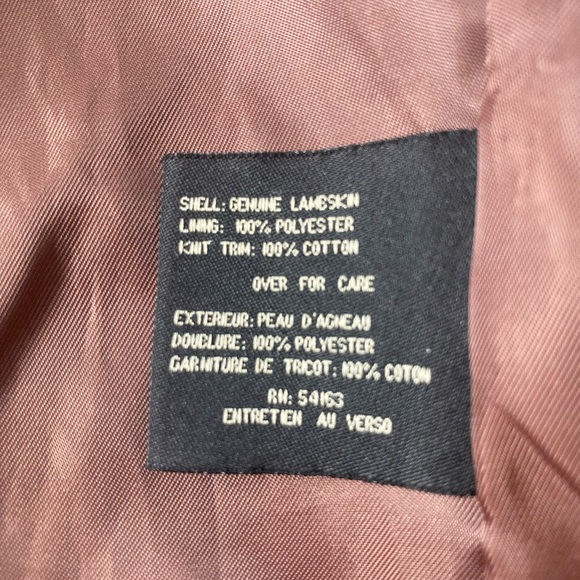 SHELL: GENUINE LAMBSKIN
LINING: 100% POLYESTER
KNIT TRIM: 100% COTTON
OVER FOR CARE
EXTERIEUR: PEAU D'AGNEAU
DOUBLURE: 100% POLYESTER
GARNITURE DE TRICOT: 100% COTON
RN: 54163
ENTRETIEN AU VERSO